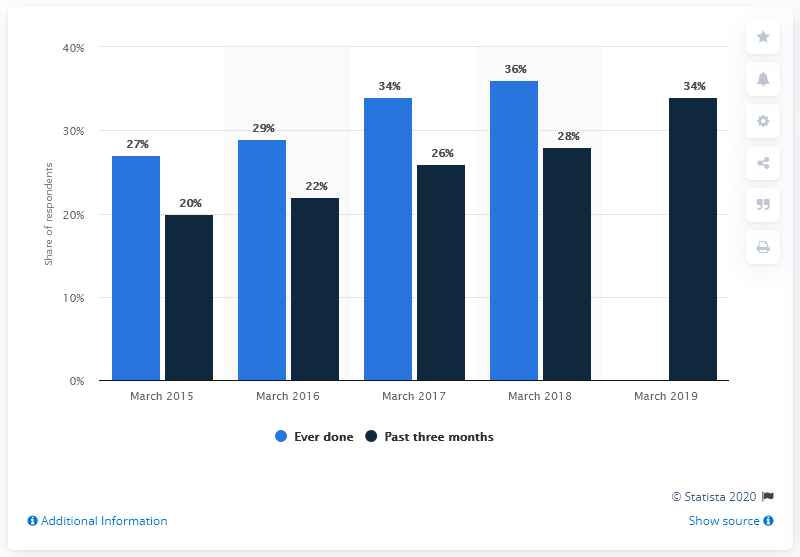 40%
30%
20%
10%
0%
Share of respondents
27%
20%
29%
22%
34%
26%
36%
28%
34%
March 2015
March 2016
March 2017
March 2018
March 2019
Ever done
Past three months
© Statista 2020
Additional Information
Show source